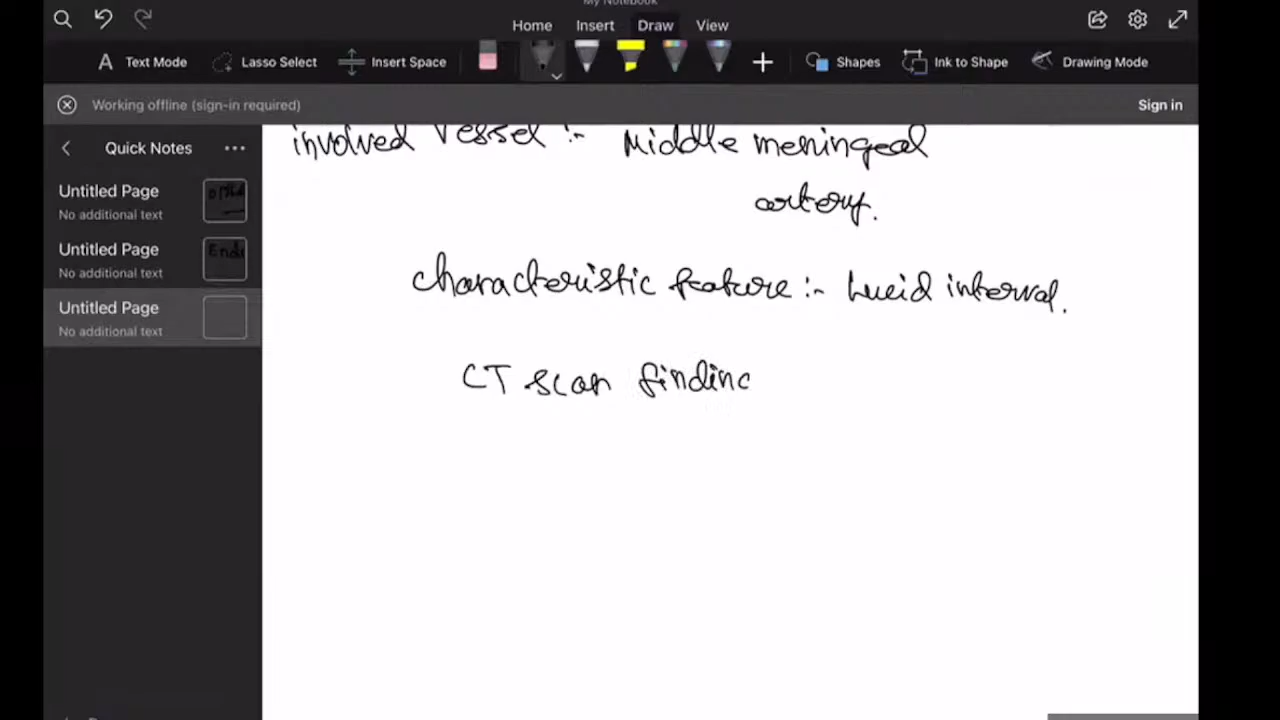 My Notebook
Home Insert Draw View
Text Mode Lasso Select Insert Space Shapes Ink to Shape Drawing Mode
Working offline (sign-in required) Sign in
Quick Notes
Untitled Page
No additional text
Untitled Page
No additional text
Untitled Page
No additional text
involved vessel :- Middle meningeal
artery.
characteristic feature :- Lucid interval.
CT scan finding